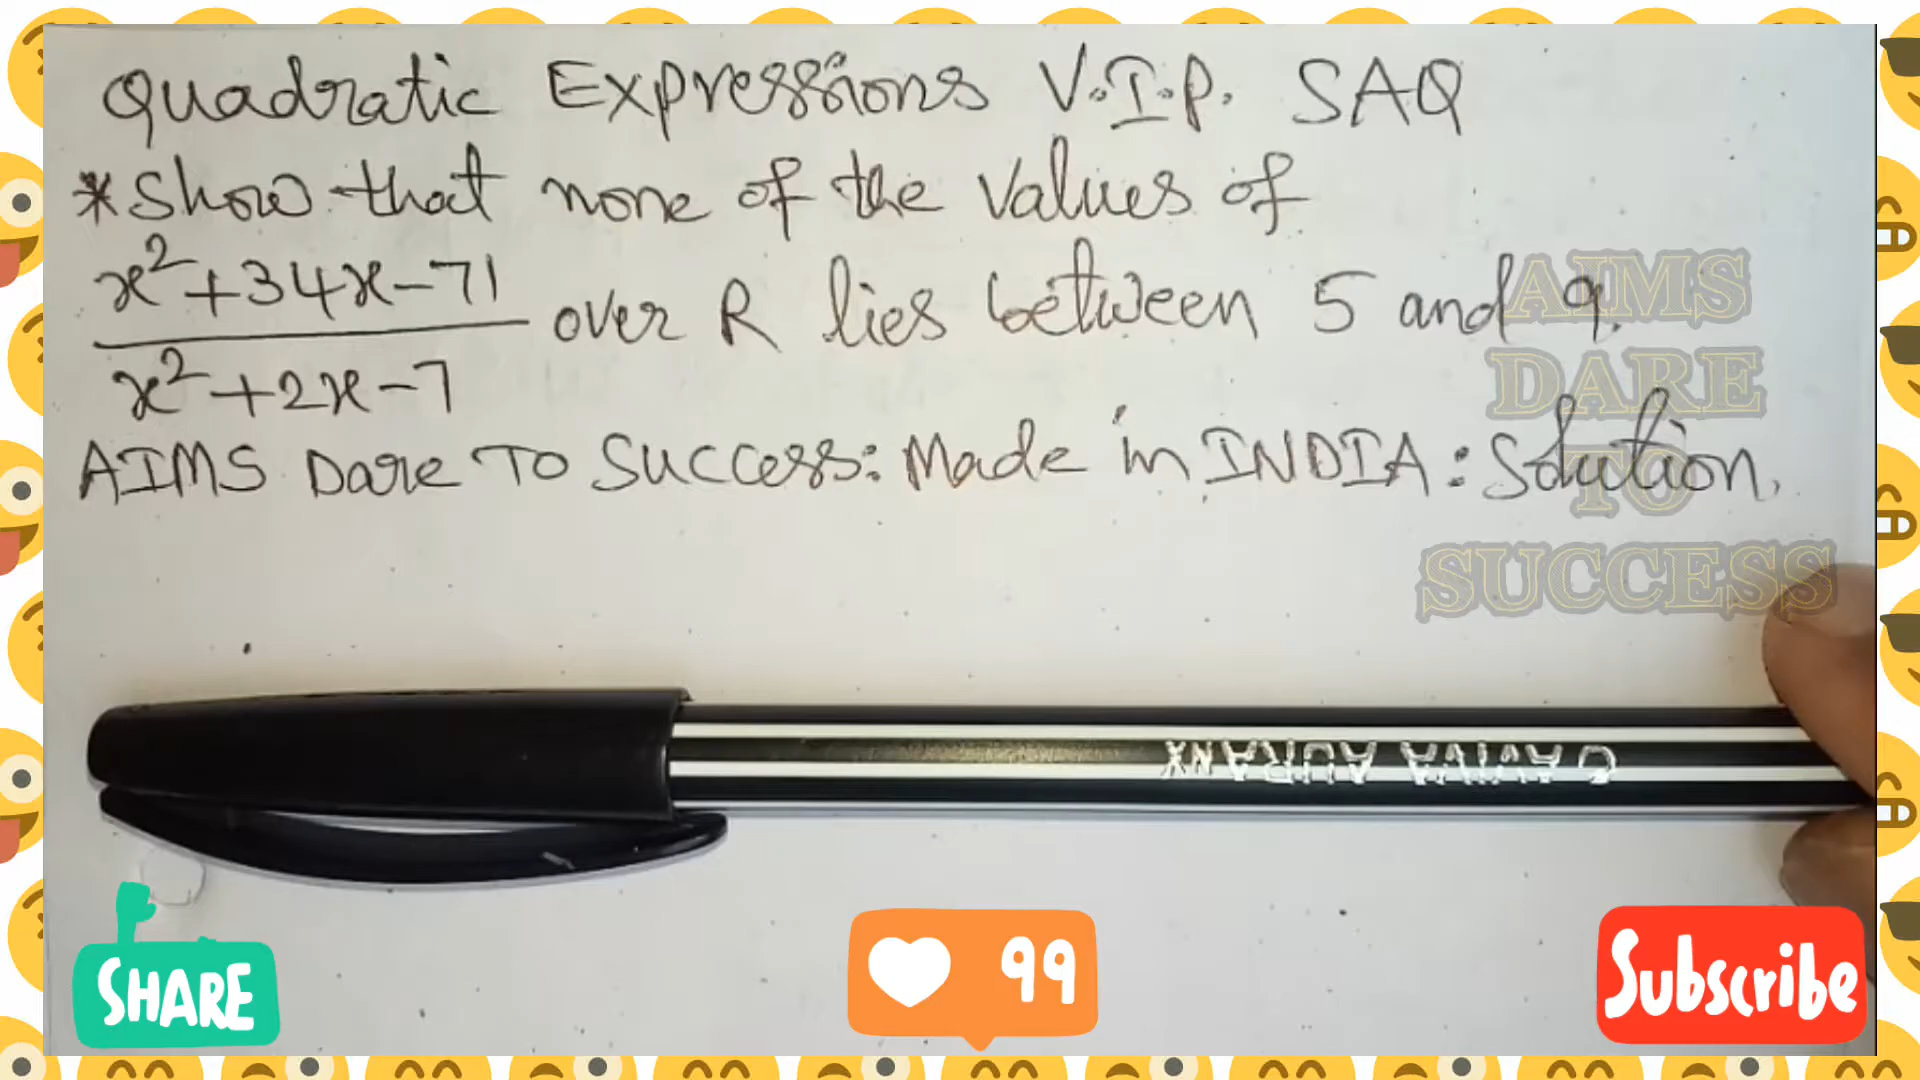 Quadratic Expressions V.I.P. SAQ
*Show that none of the values of
x²+34x-71
x²+2x-7
over R lies between 5 and 9.
AIMS Dare To Success: Made in INDIA: Solution.
AIMS
DARE
TO
SUCCESS
SHARE
99
Subscribe